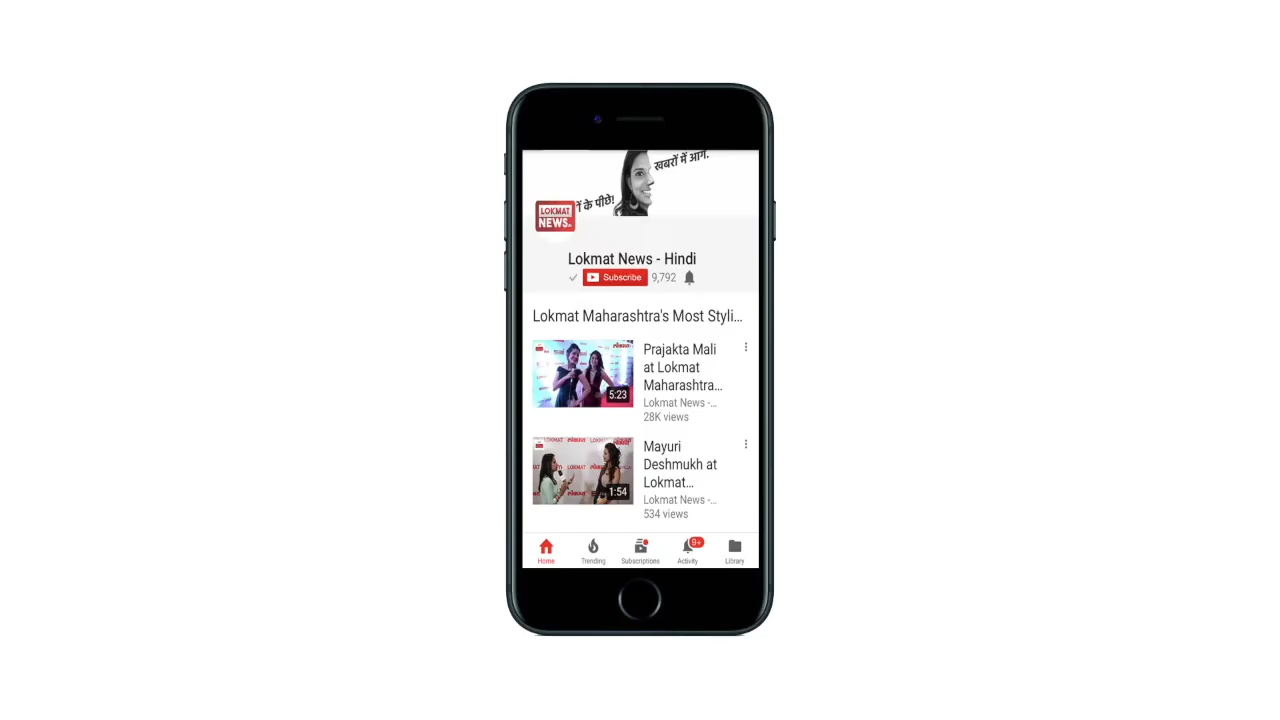 खबरों में आगे,
के पीछे!
LOKMAT
NEWS
Lokmat News - Hindi
Subscribe 9,792
Lokmat Maharashtra's Most Styli...
Prajakta Mali
at Lokmat
Maharashtra...
Lokmat News -...
28K views
5:23
Mayuri
Deshmukh at
Lokmat...
Lokmat News -...
534 views
1:54
9+
Home Trending Subscriptions Activity Library